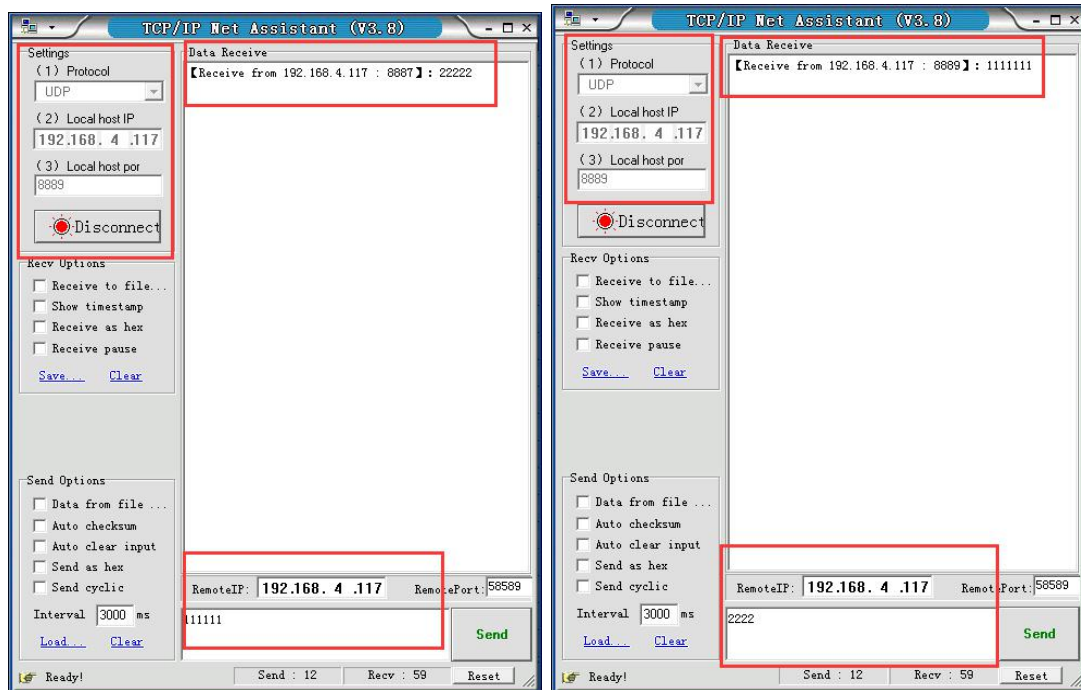 TCP/IP Net Assistant (V3.8)
Settings
(1) Protocol
UDP
(2) Local host IP
192.168. 4 .117
(3) Local host por
8889
Disconnect
Recv Options
Receive to file...
Show timestamp
Receive as hex
Receive pause
Save... Clear
Send Options
Data from file ...
Auto checksum
Auto clear input
Send as hex
Send cyclic
Interval 3000 ms
Load... Clear
Data Receive
【Receive from 192.168.4.117 : 8887】: 22222
RemoteIP: 192.168. 4 .117 RemotePort: 58589
111111
Send
Ready! Send : 12 Recv : 59 Reset
TCP/IP Net Assistant (V3.8)
Settings
(1) Protocol
UDP
(2) Local host IP
192.168. 4 .117
(3) Local host por
8889
Disconnect
Recv Options
Receive to file...
Show timestamp
Receive as hex
Receive pause
Save... Clear
Send Options
Data from file ...
Auto checksum
Auto clear input
Send as hex
Send cyclic
Interval 3000 ms
Load... Clear
Data Receive
【Receive from 192.168.4.117 : 8889】: 1111111
RemoteIP: 192.168. 4 .117 RemotePort: 58589
2222
Send
Ready! Send : 12 Recv : 59 Reset